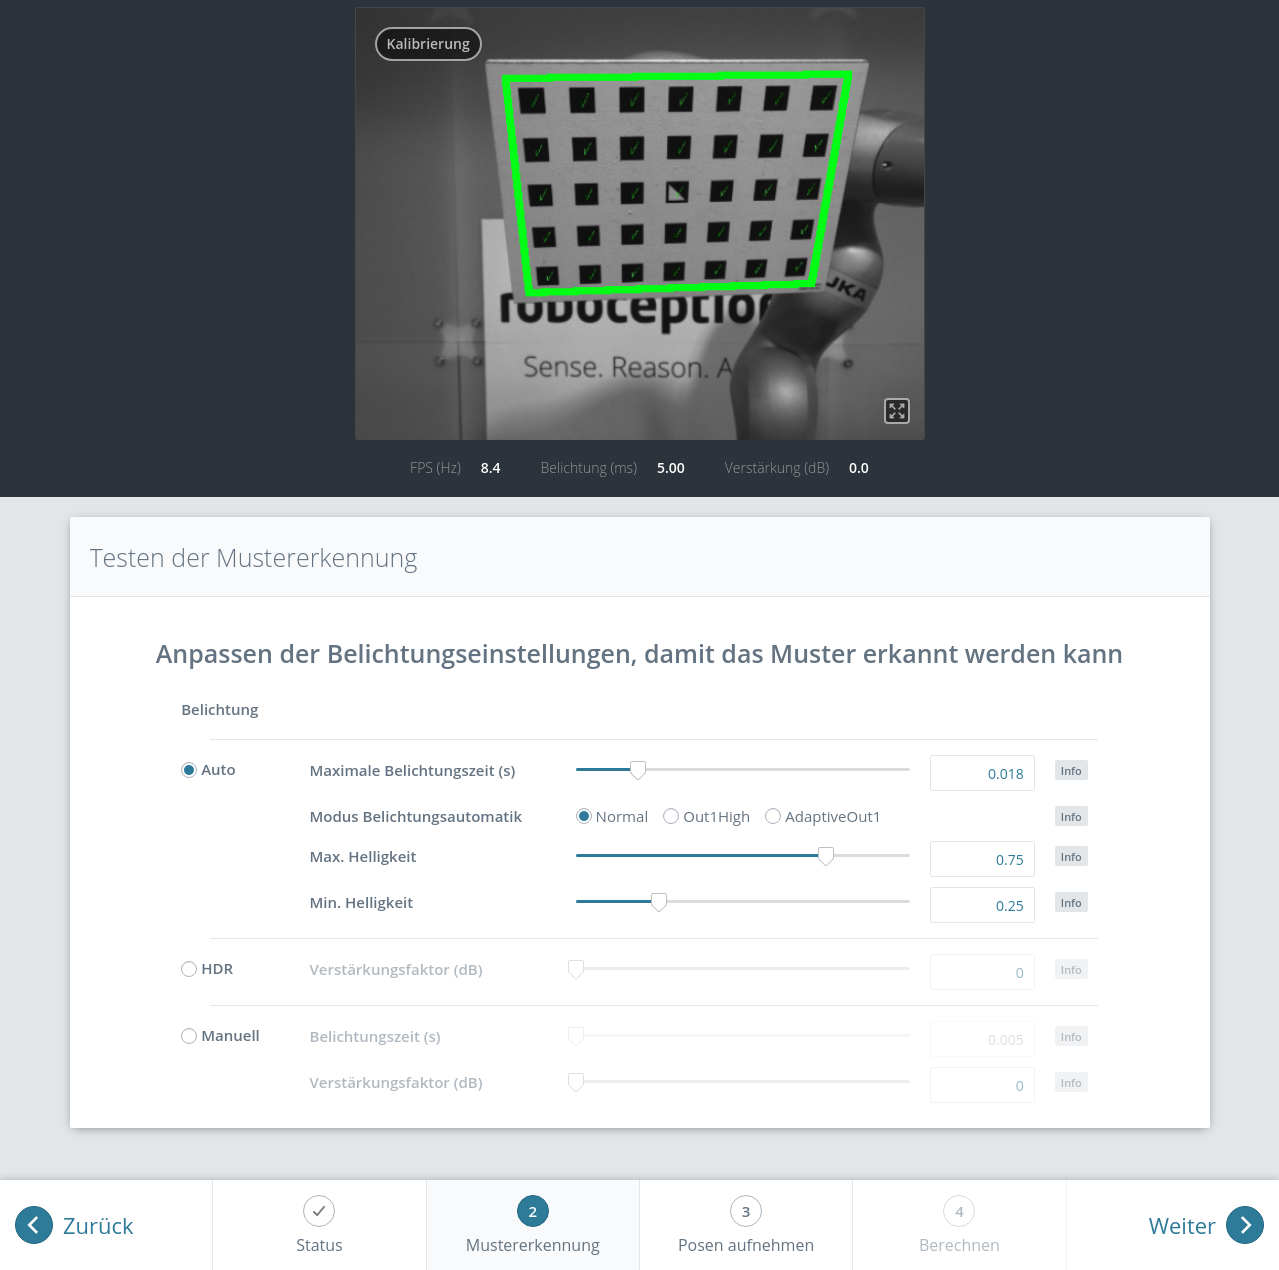 Kalibrierung
roboception
Sense. Reason. A
FPS (Hz) 8.4 Belichtung (ms) 5.00 Verstärkung (dB) 0.0
Testen der Mustererkennung
Anpassen der Belichtungseinstellungen, damit das Muster erkannt werden kann
Belichtung
Auto Maximale Belichtungszeit (s) 0.018 Info
Modus Belichtungsautomatik Normal Out1High AdaptiveOut1 Info
Max. Helligkeit 0.75 Info
Min. Helligkeit 0.25 Info
HDR Verstärkungsfaktor (dB) 0 Info
Manuell Belichtungszeit (s) 0.005 Info
Verstärkungsfaktor (dB) 0 Info
Zurück
Status
2 Mustererkennung
3 Posen aufnehmen
4 Berechnen
Weiter